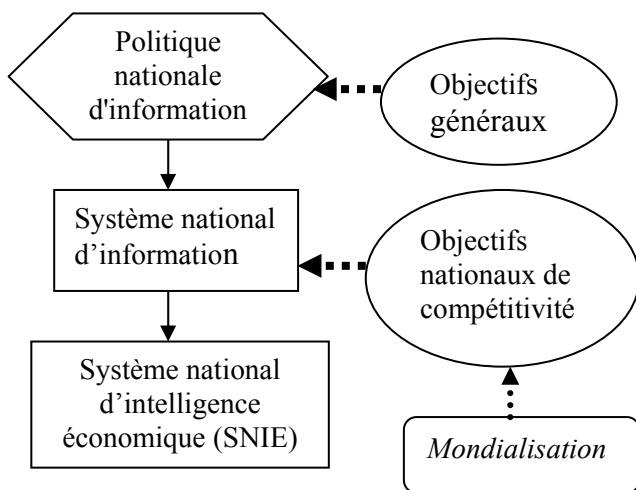 Politique
nationale
d'information
Objectifs
généraux
Système national
d’information
Objectifs
nationaux de
compétitivité
Système national
d’intelligence
économique (SNIE)
Mondialisation